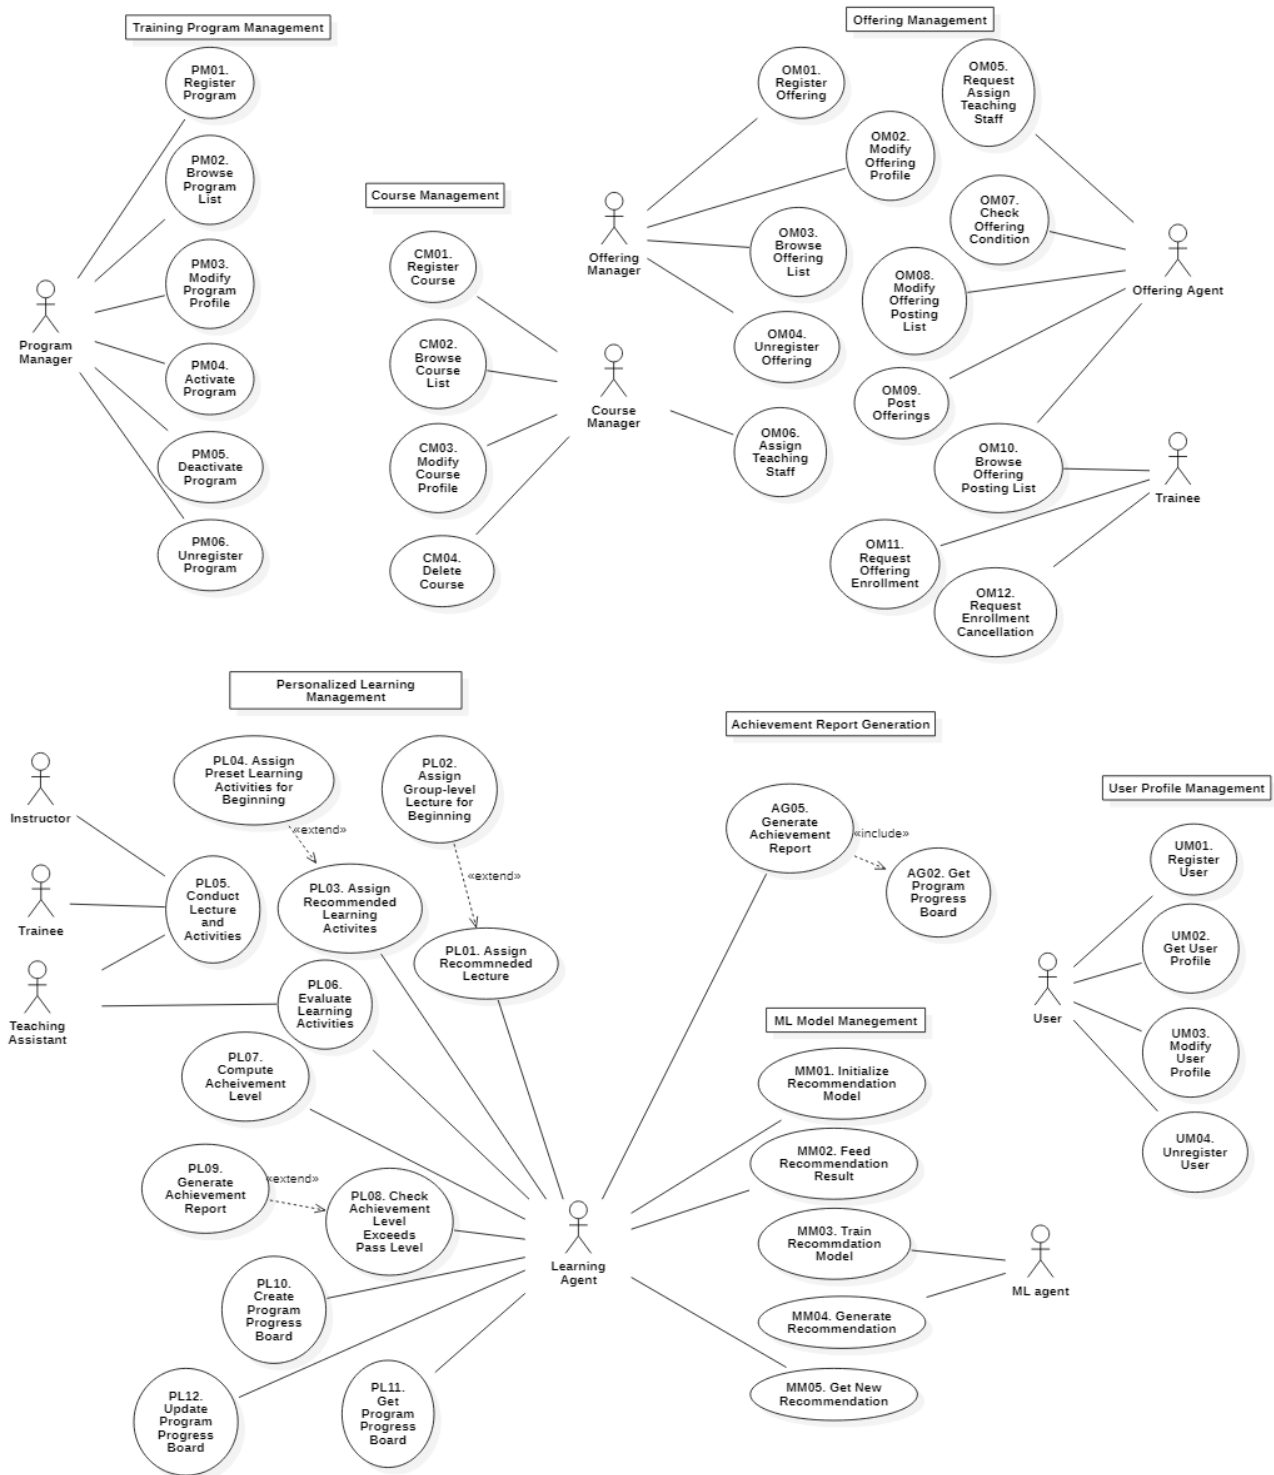 Training Program Management
PM01.
Register
Program
PM02.
Browse
Program
List
PM03.
Modify
Program
Profile
PM04.
Activate
Program
PM05.
Deactivate
Program
PM06.
Unregister
Program
Program
Manager
Course Management
CM01.
Register
Course
CM02.
Browse
Course
List
CM03.
Modify
Course
Profile
CM04.
Delete
Course
Course
Manager
Offering Management
OM01.
Register
Offering
OM02.
Modify
Offering
Profile
OM03.
Browse
Offering
List
OM04.
Unregister
Offering
Offering
Manager
OM05.
Request
Assign
Teaching
Staff
OM06.
Assign
Teaching
Staff
OM07.
Check
Offering
Condition
OM08.
Modify
Offering
Posting
List
OM09.
Post
Offerings
OM10.
Browse
Offering
Posting List
OM11.
Request
Offering
Enrollment
OM12.
Request
Enrollment
Cancellation
Offering Agent
Trainee
Personalized Learning
Management
PL04. Assign
Preset Learning
Activities for
Beginning
«extend»
PL02.
Assign
Group-level
Lecture for
Beginning
«extend»
Instructor
Trainee
Teaching
Assistant
PL05.
Conduct
Lecture
and
Activities
PL03. Assign
Recommended
Learning
Activites
PL01. Assign
Recommneded
Lecture
PL06.
Evaluate
Learning
Activities
PL07.
Compute
Acheivement
Level
PL09.
Generate
Achievement
Report
«extend»
PL08. Check
Achievement
Level
Exceeds
Pass Level
PL10.
Create
Program
Progress
Board
PL12.
Update
Program
Progress
Board
PL11.
Get
Program
Progress
Board
Learning
Agent
Achievement Report Generation
AG05.
Generate
Achievement
Report
«include»
AG02. Get
Program
Progress
Board
ML Model Manegement
MM01. Initialize
Recommendation
Model
MM02. Feed
Recommendation
Result
MM03. Train
Recommdation
Model
MM04. Generate
Recommendation
MM05. Get New
Recommendation
ML agent
User Profile Management
UM01.
Register
User
UM02.
Get User
Profile
UM03.
Modify
User
Profile
UM04.
Unregister
User
User